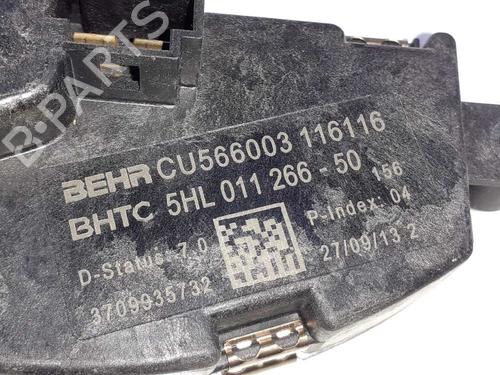 B-PARTS
BEHR CU566003 116116
BHTC 5HL 011 266-50 156
D-Status: 7.0 P-Index: 04
3709935732 27/09/13 2